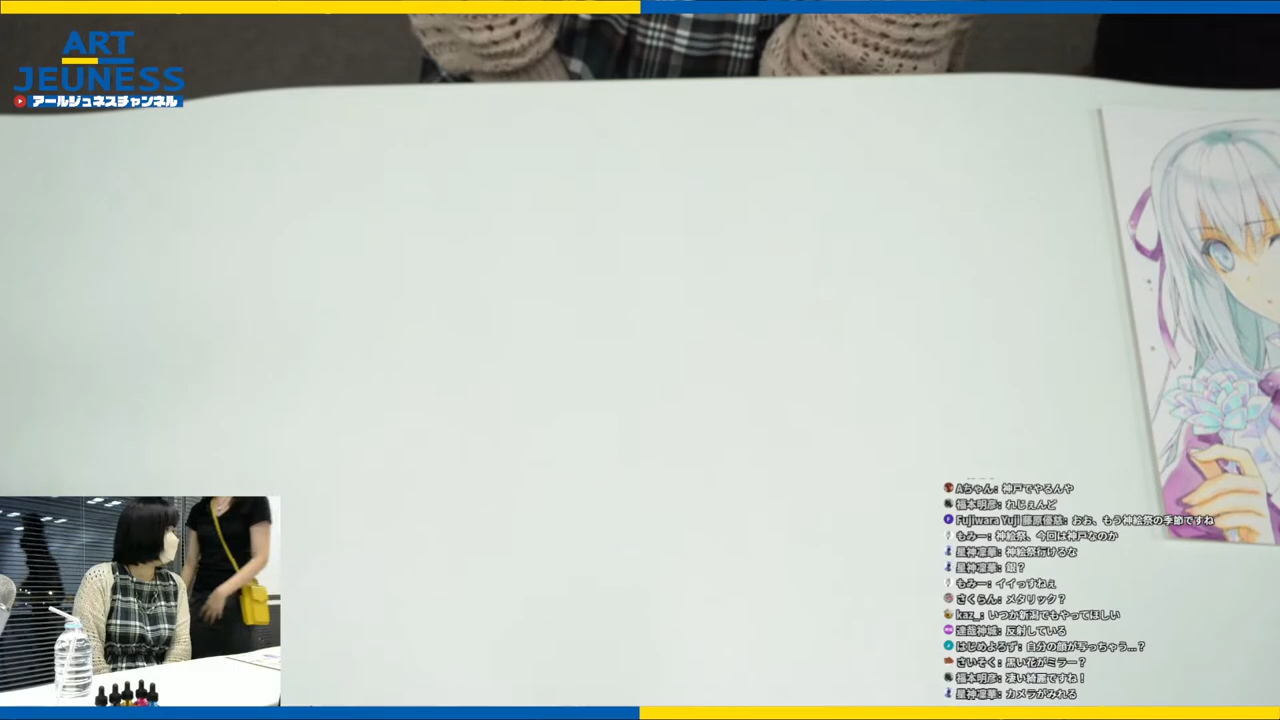 ART
JEUNESS
アールジュネスチャンネル
Aちゃん: 神戸でやるんや
福本明彦: れじぇんど
Fujiwara Yuji 藤原優慈: おお、もう神絵祭の季節ですね
もみー: 神絵祭、今回は神戸なのか
星神凛華: 神絵祭行けるな
星神凛華: 銀？
もみー: イイっすねぇ
さくらん: メタリック？
kaz_: いつか新潟でもやってほしい
達哉神城: 反射している
はじめよろず: 自分の顔が写っちゃう...？
さいそく: 黒い花がミラー？
福本明彦: 凄い綺麗ですね！
星神凛華: カメラがみれる